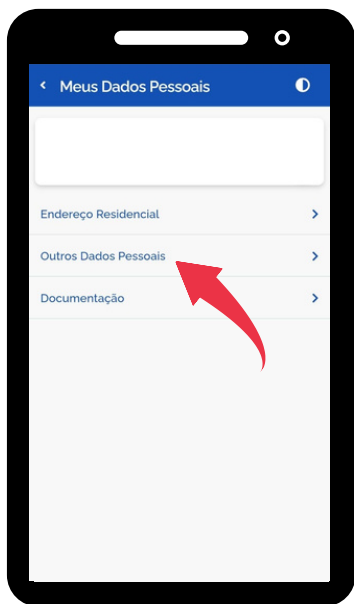 Meus Dados Pessoais
Endereço Residencial
Outros Dados Pessoais
Documentação